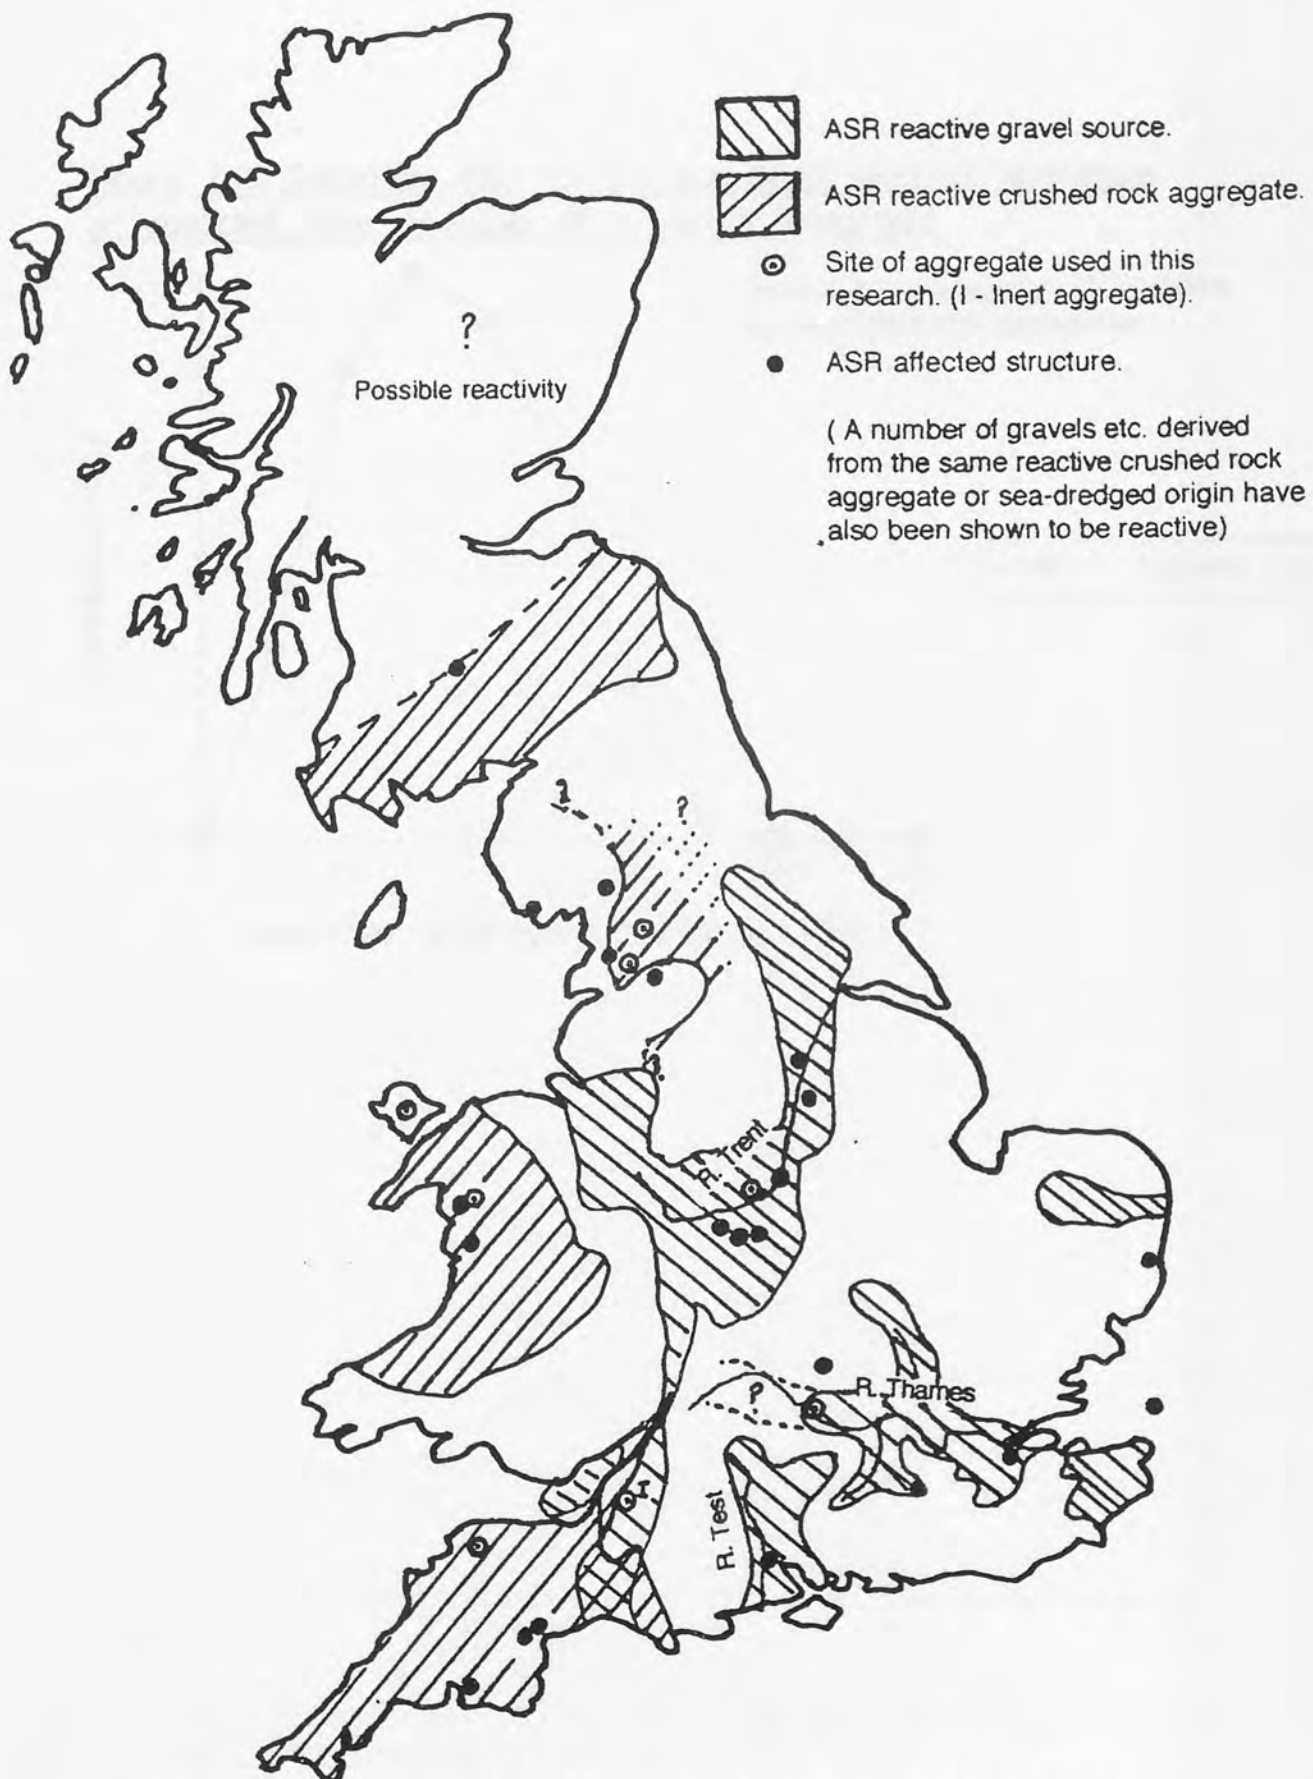 ASR reactive gravel source.
ASR reactive crushed rock aggregate.
Site of aggregate used in this
research. (I - Inert aggregate).
ASR affected structure.
( A number of gravels etc. derived
from the same reactive crushed rock
aggregate or sea-dredged origin have
also been shown to be reactive)
?
Possible reactivity
?
?
?
R. Trent
R. Thames
?
I
R. Test